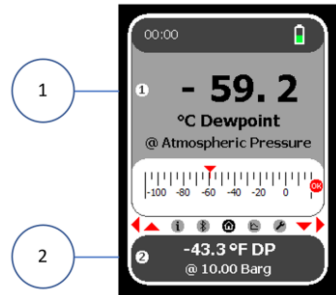 00:00
1
1
- 59. 2
°C Dewpoint
@ Atmospheric Pressure
-100 -80 -60 -40 -20 0
OK
2
2
-43.3 °F DP
@ 10.00 Barg